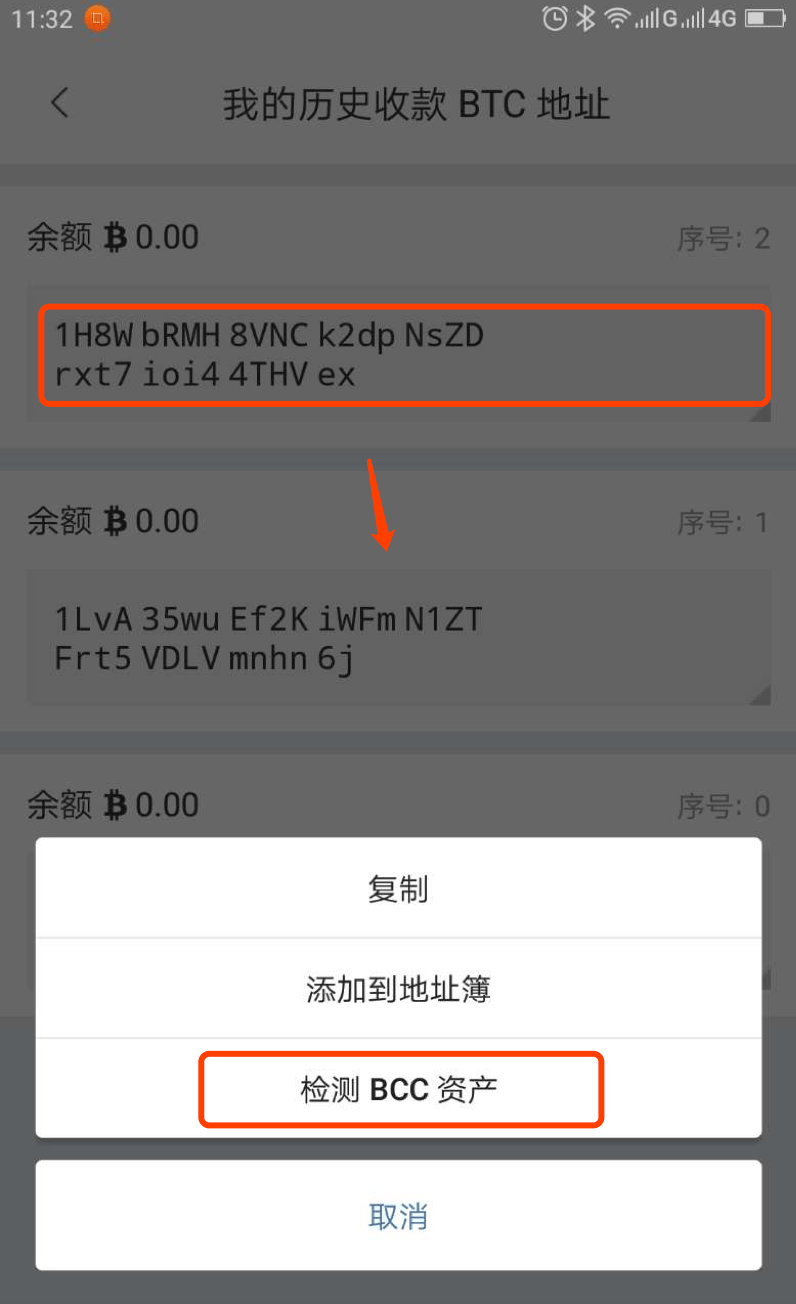 11:32 G 4G
我的历史收款 BTC 地址
余额 ₿ 0.00 序号: 2
1H8W bRMH 8VNC k2dp NsZD
rxt7 ioi4 4THV ex
余额 ₿ 0.00 序号: 1
1LvA 35wu Ef2K iWFm N1ZT
Frt5 VDLV mnhn 6j
余额 ₿ 0.00 序号: 0
复制
添加到地址簿
检测 BCC 资产
取消